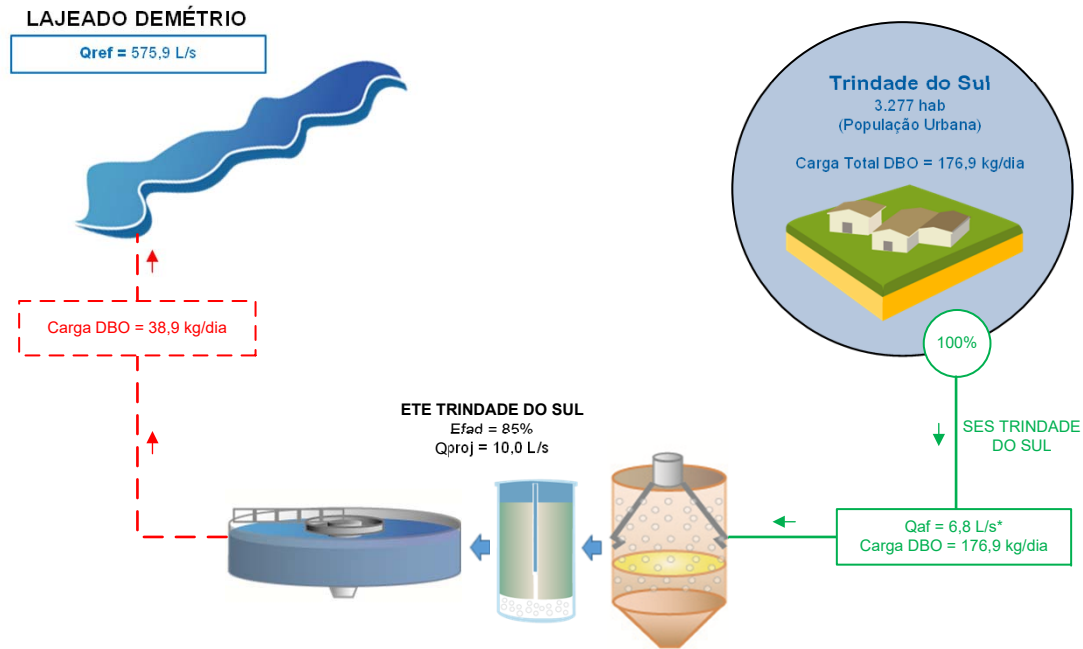 LAJEADO DEMÉTRIO
Qref = 575,9 L/s
Trindade do Sul
3.277 hab
(População Urbana)
Carga Total DBO = 176,9 kg/dia
100%
Carga DBO = 38,9 kg/dia
ETE TRINDADE DO SUL
Efad = 85%
Qproj = 10,0 L/s
SES TRINDADE
DO SUL
Qaf = 6,8 L/s*
Carga DBO = 176,9 kg/dia